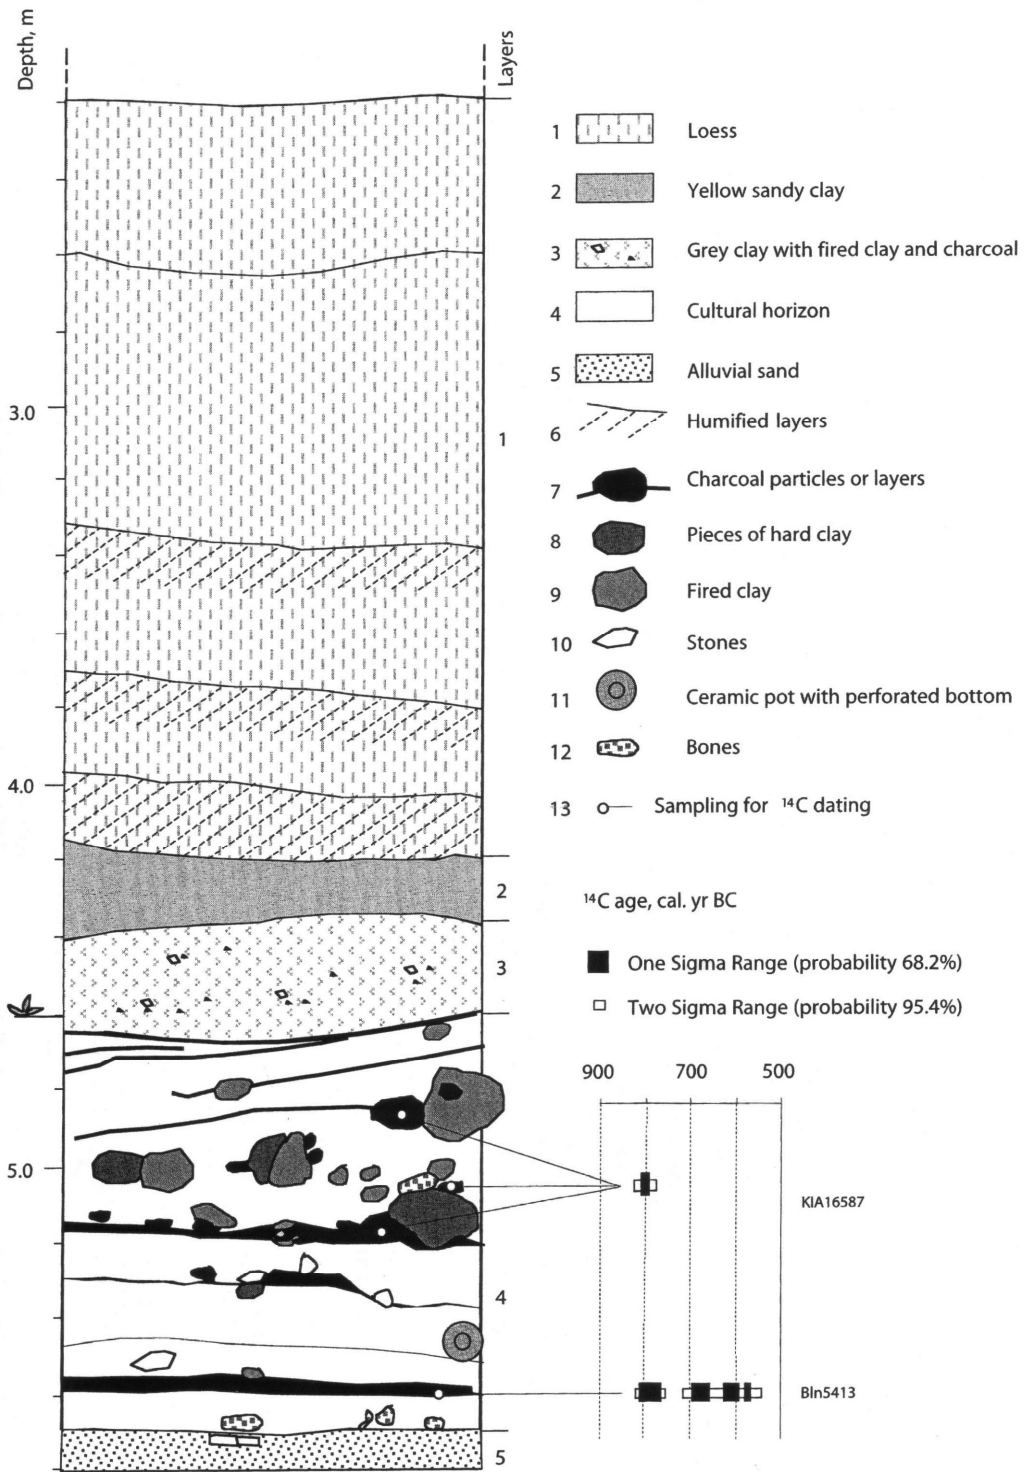 Depth, m
Layers
3.0
4.0
5.0
1
2
3
4
5
1 Loess
2 Yellow sandy clay
3 Grey clay with fired clay and charcoal
4 Cultural horizon
5 Alluvial sand
6 Humified layers
7 Charcoal particles or layers
8 Pieces of hard clay
9 Fired clay
10 Stones
11 Ceramic pot with perforated bottom
12 Bones
13 Sampling for ¹⁴C dating
¹⁴C age, cal. yr BC
One Sigma Range (probability 68.2%)
Two Sigma Range (probability 95.4%)
900 700 500
KIA16587
Bln5413